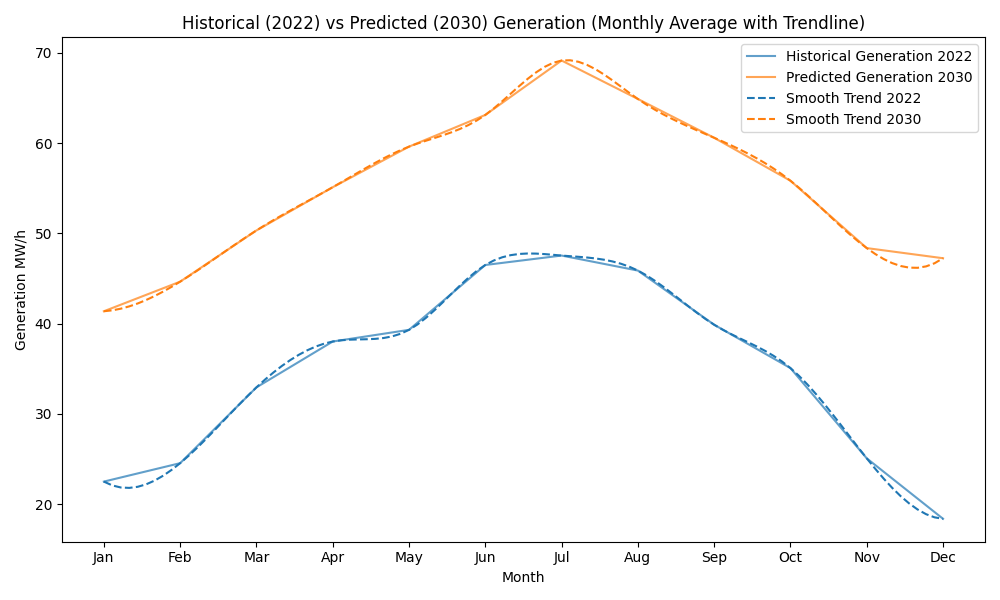 Historical (2022) vs Predicted (2030) Generation (Monthly Average with Trendline)
Historical Generation 2022
Predicted Generation 2030
Smooth Trend 2022
Smooth Trend 2030
Generation MW/h
70
60
50
40
30
20
Jan Feb Mar Apr May Jun Jul Aug Sep Oct Nov Dec
Month